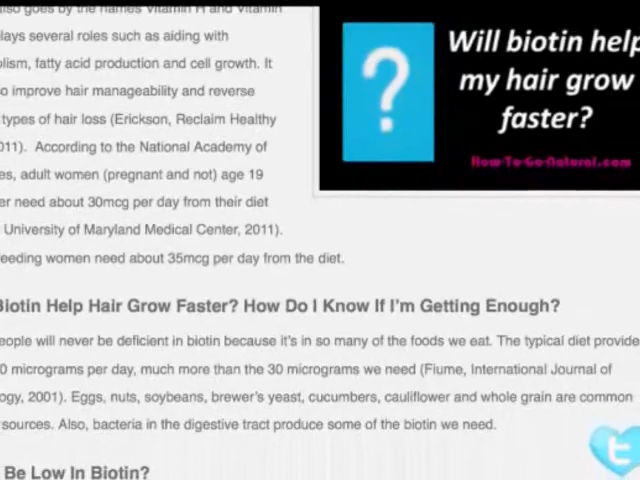 also goes by the names Vitamin H and Vitamin
lays several roles such as aiding with
olism, fatty acid production and cell growth. It
o improve hair manageability and reverse
types of hair loss (Erickson, Reclaim Healthy
011). According to the National Academy of
es, adult women (pregnant and not) age 19
er need about 30mcg per day from their diet
University of Maryland Medical Center, 2011).
eeding women need about 35mcg per day from the diet.
Will biotin help
my hair grow
faster?
How-To-Go-Natural.com
Biotin Help Hair Grow Faster? How Do I Know If I'm Getting Enough?
eople will never be deficient in biotin because it's in so many of the foods we eat. The typical diet provide
0 micrograms per day, much more than the 30 micrograms we need (Fiume, International Journal of
ogy, 2001). Eggs, nuts, soybeans, brewer's yeast, cucumbers, cauliflower and whole grain are common
sources. Also, bacteria in the digestive tract produce some of the biotin we need.
Be Low In Biotin?